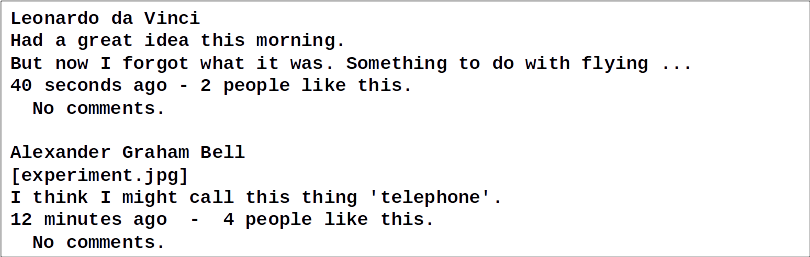 Leonardo da Vinci
Had a great idea this morning.
But now I forgot what it was. Something to do with flying ...
40 seconds ago - 2 people like this.
  No comments.

Alexander Graham Bell
[experiment.jpg]
I think I might call this thing 'telephone'.
12 minutes ago  -  4 people like this.
  No comments.